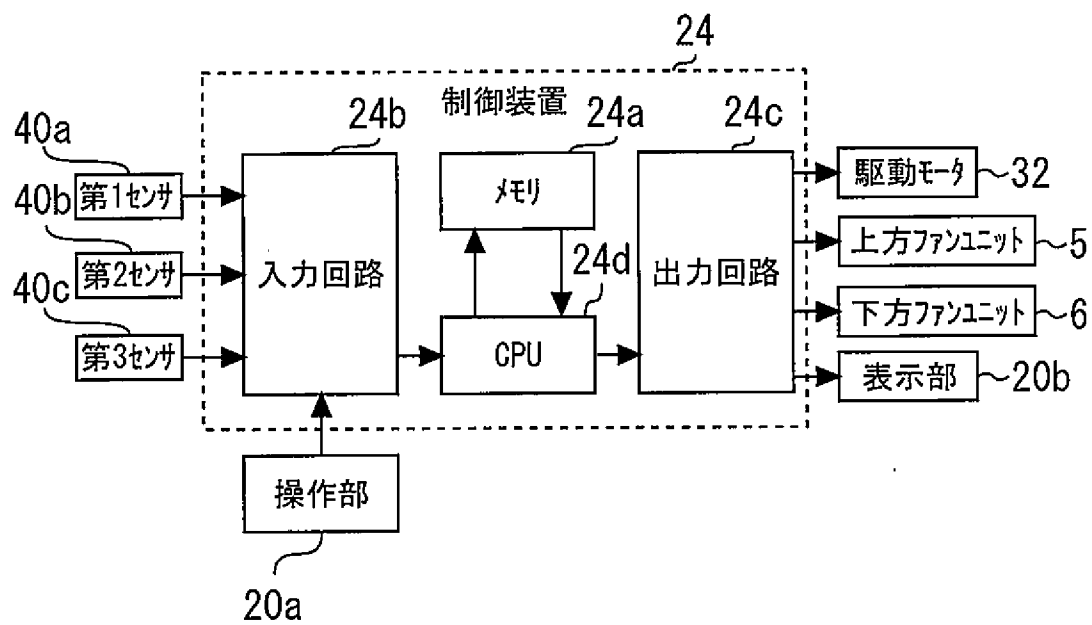 24
制御装置
24b
24a
24c
40a
第1ｾﾝｻ
40b
第2ｾﾝｻ
40c
第3ｾﾝｻ
入力回路
ﾒﾓﾘ
24d
CPU
出力回路
駆動ﾓｰﾀ
32
上方ﾌｧﾝﾕﾆｯﾄ
5
下方ﾌｧﾝﾕﾆｯﾄ
6
表示部
20b
操作部
20a